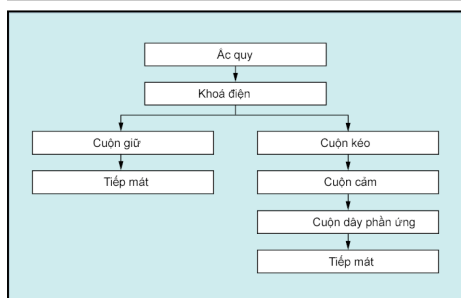 Ắc quy
Khoá điện
Cuộn giữ
Cuộn kéo
Tiếp mát
Cuộn cảm
Cuộn dây phần ứng
Tiếp mát